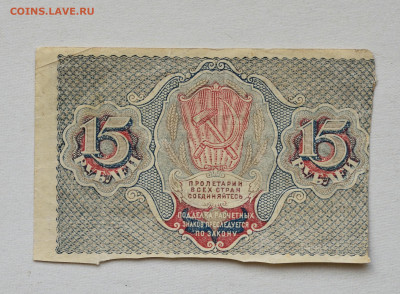 COINS.LAVE.RU
15
15
ПРОЛЕТАРИИ
ВСЕХ СТРАН
СОЕДИНЯЙТЕСЬ
ПОДДЕЛКА РАСЧЕТНЫХ
ЗНАКОВ ПРЕСЛЕДУЕТСЯ
ПО ЗАКОНУ